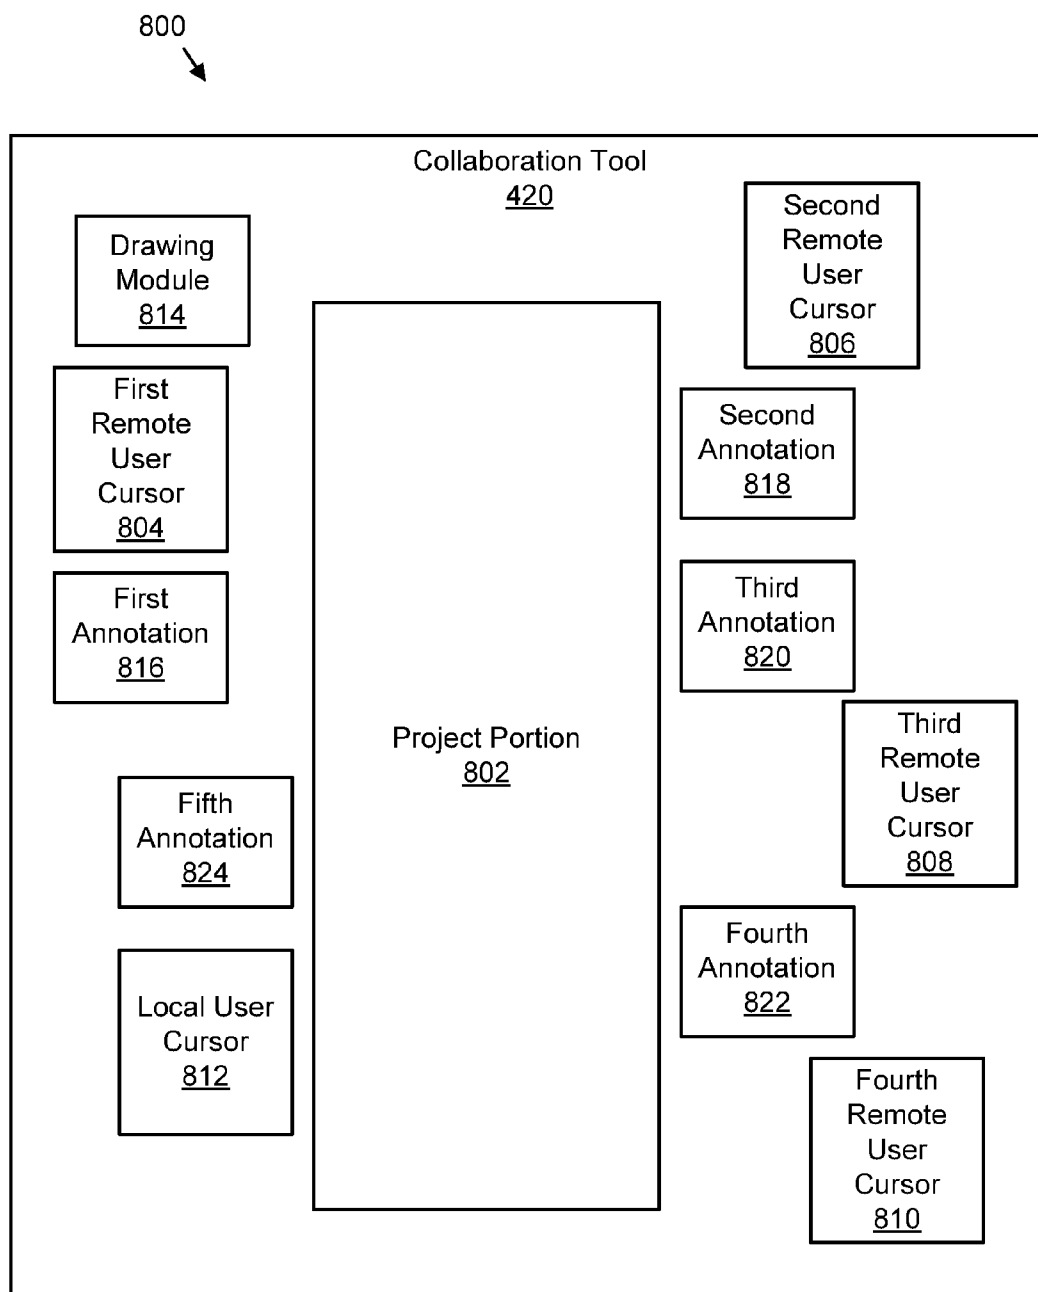 800
Collaboration Tool
420
Drawing
Module
814
Second
Remote
User
Cursor
806
First
Remote
User
Cursor
804
Second
Annotation
818
First
Annotation
816
Third
Annotation
820
Project Portion
802
Third
Remote
User
Cursor
808
Fifth
Annotation
824
Fourth
Annotation
822
Local User
Cursor
812
Fourth
Remote
User
Cursor
810